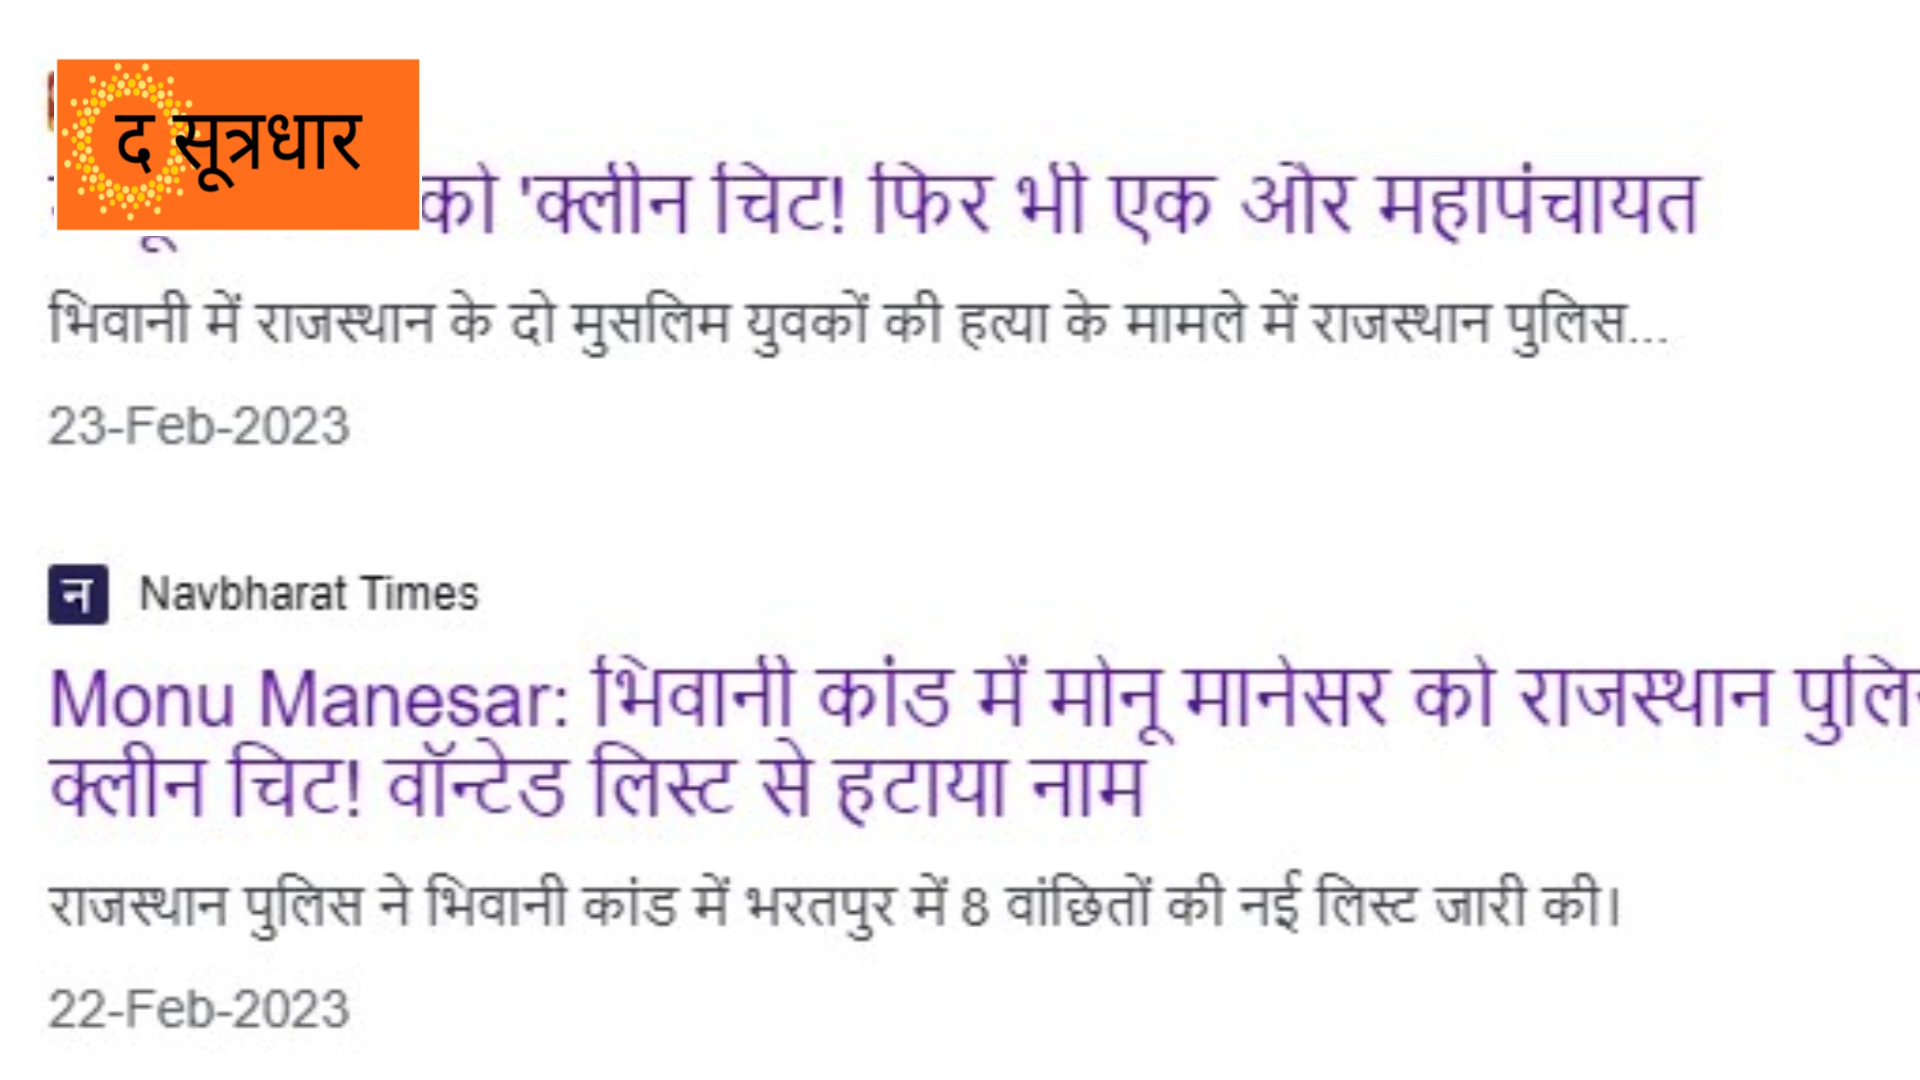 द सूत्रधार
को 'क्लीन चिट! फिर भी एक ओर महापंचायत
भिवानी में राजस्थान के दो मुसलिम युवकों की हत्या के मामले में राजस्थान पुलिस...
23-Feb-2023
न Navbharat Times
Monu Manesar: भिवानी कांड में मोनू मानेसर को राजस्थान
क्लीन चिट! वॉन्टेड लिस्ट से हटाया नाम
राजस्थान पुलिस ने भिवानी कांड में भरतपुर में 8 वांछितों की नई लिस्ट जारी की।
22-Feb-2023